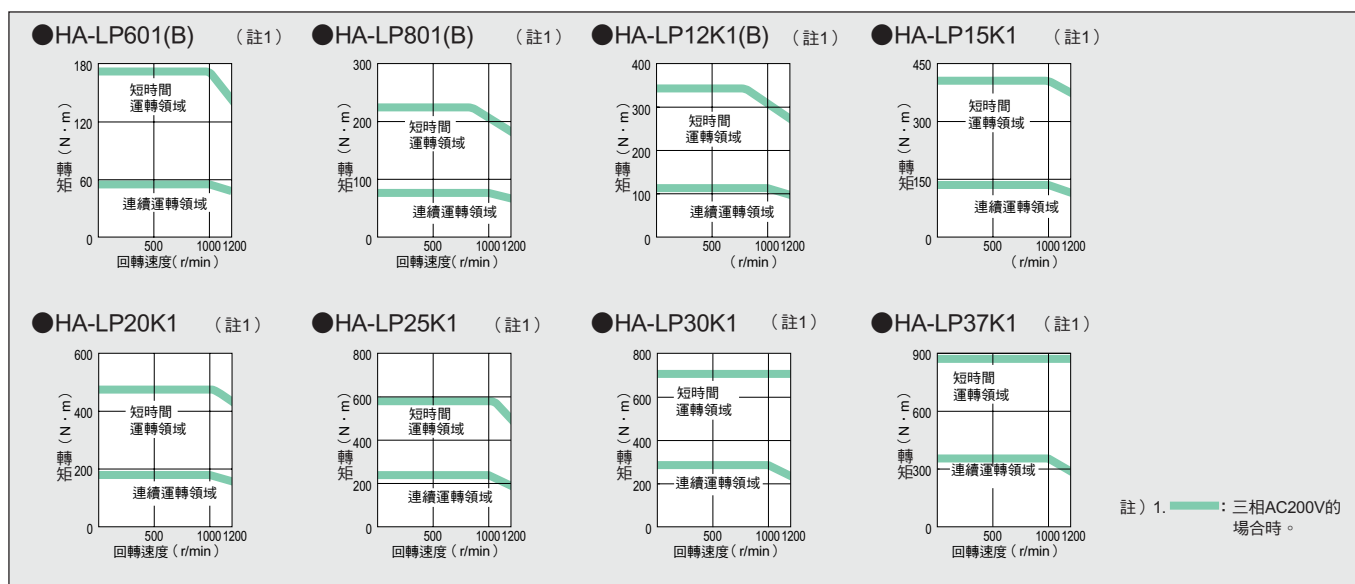 ●HA-LP601(B) (註1)
180
120
60
0
轉矩(N・m)
短時間
運轉領域
連續運轉領域
500
1000
1200
回轉速度(r/min)
●HA-LP801(B) (註1)
300
200
100
0
轉矩(N・m)
短時間
運轉領域
連續運轉領域
500
1000
1200
回轉速度(r/min)
●HA-LP12K1(B) (註1)
400
300
200
100
0
轉矩(N・m)
短時間
運轉領域
連續運轉領域
500
1000
1200
(r/min)
●HA-LP15K1 (註1)
450
300
150
0
轉矩(N・m)
短時間
運轉領域
連續運轉領域
500
1000
1200
(r/min)
●HA-LP20K1 (註1)
600
400
200
0
轉矩(N・m)
短時間
運轉領域
連續運轉領域
500
1000
1200
回轉速度(r/min)
●HA-LP25K1 (註1)
800
600
400
200
0
轉矩(N・m)
短時間
運轉領域
連續運轉領域
500
1000
1200
回轉速度(r/min)
●HA-LP30K1 (註1)
800
600
400
200
0
轉矩(N・m)
短時間
運轉領域
連續運轉領域
500
1000
1200
回轉速度(r/min)
●HA-LP37K1 (註1)
900
600
300
0
轉矩(N・m)
短時間
運轉領域
連續運轉領域
500
1000
1200
回轉速度(r/min)
註)1. :三相AC200V的
場合時。